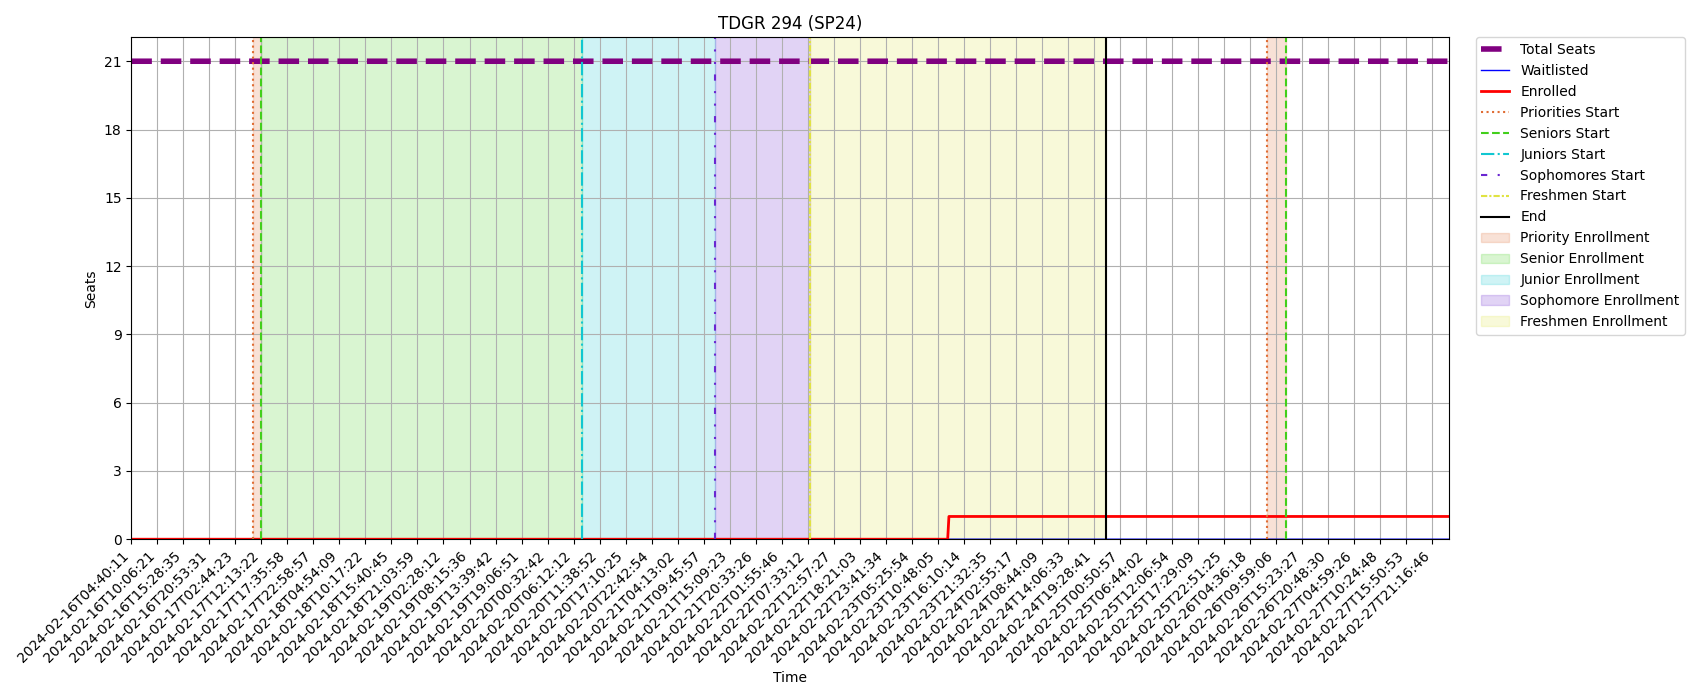 TDGR 294 (SP24)
Seats
21
18
15
12
9
6
3
0
2024-02-16T04:40:11
2024-02-16T10:06:21
2024-02-16T15:28:35
2024-02-16T20:53:31
2024-02-17T02:44:23
2024-02-17T12:13:22
2024-02-17T17:35:58
2024-02-17T22:58:57
2024-02-18T04:54:09
2024-02-18T10:17:22
2024-02-18T15:40:45
2024-02-18T21:03:59
2024-02-19T02:28:12
2024-02-19T08:15:36
2024-02-19T13:39:42
2024-02-19T19:06:51
2024-02-20T00:32:42
2024-02-20T06:12:12
2024-02-20T11:38:52
2024-02-20T17:10:25
2024-02-20T22:42:54
2024-02-21T04:13:02
2024-02-21T09:45:57
2024-02-21T15:09:23
2024-02-21T20:33:26
2024-02-22T01:55:46
2024-02-22T07:33:12
2024-02-22T12:57:27
2024-02-22T18:21:03
2024-02-22T23:41:34
2024-02-23T05:25:54
2024-02-23T10:48:05
2024-02-23T16:10:14
2024-02-23T21:32:35
2024-02-24T02:55:17
2024-02-24T08:44:09
2024-02-24T14:06:33
2024-02-24T19:28:41
2024-02-25T00:50:57
2024-02-25T06:44:02
2024-02-25T12:06:54
2024-02-25T17:29:09
2024-02-25T22:51:25
2024-02-26T04:36:18
2024-02-26T09:59:06
2024-02-26T15:23:27
2024-02-26T20:48:30
2024-02-27T04:59:26
2024-02-27T10:24:48
2024-02-27T15:50:53
2024-02-27T21:16:46
Time
Total Seats
Waitlisted
Enrolled
Priorities Start
Seniors Start
Juniors Start
Sophomores Start
Freshmen Start
End
Priority Enrollment
Senior Enrollment
Junior Enrollment
Sophomore Enrollment
Freshmen Enrollment